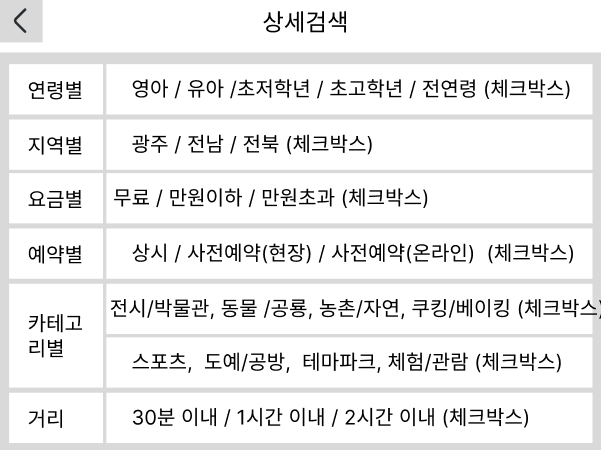 상세검색
연령별 영아 / 유아 /초저학년 / 초고학년 / 전연령 (체크박스)
지역별 광주 / 전남 / 전북 (체크박스)
요금별 무료 / 만원이하 / 만원초과 (체크박스)
예약별 상시 / 사전예약(현장) / 사전예약(온라인) (체크박스)
카테고
리별
전시/박물관, 동물 /공룡, 농촌/자연, 쿠킹/베이킹 (체크박스)
스포츠, 도예/공방, 테마파크, 체험/관람 (체크박스)
거리 30분 이내 / 1시간 이내 / 2시간 이내 (체크박스)